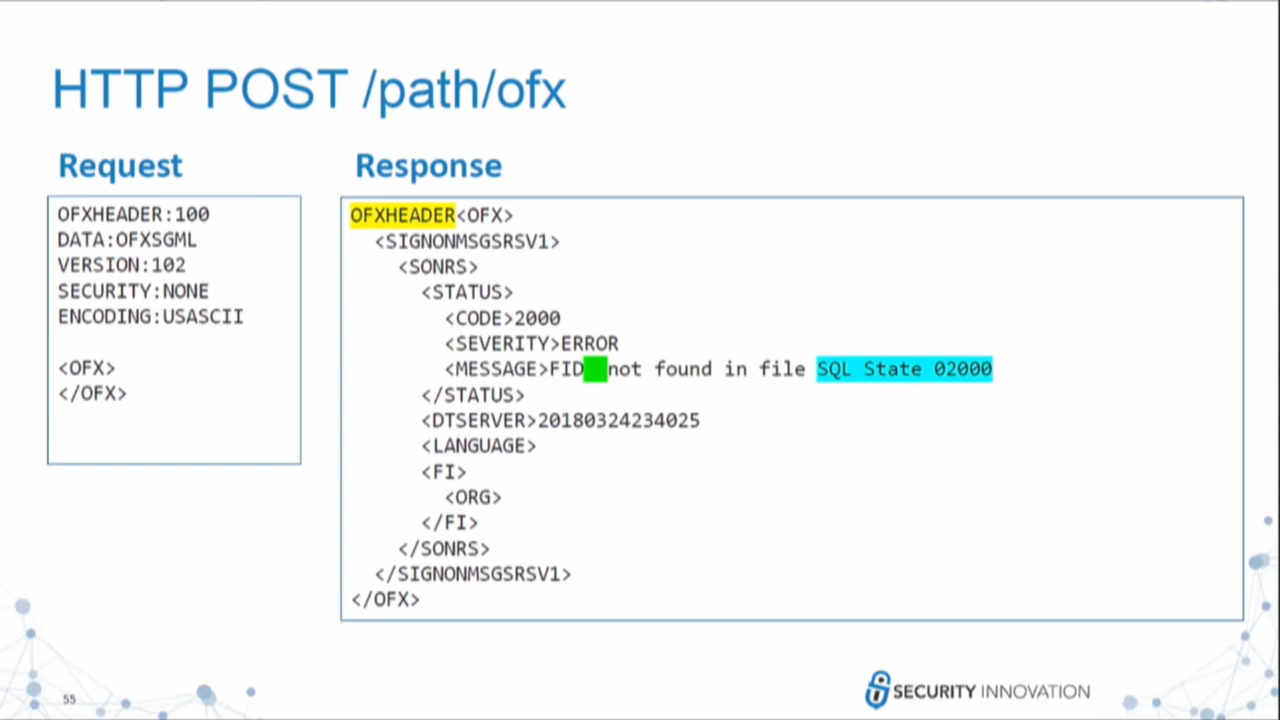 HTTP POST /path/ofx
Request
OFXHEADER:100
DATA:OFXSGML
VERSION:102
SECURITY:NONE
ENCODING:USASCII
<OFX>
</OFX>
Response
OFXHEADER<OFX>
<SIGNONMSGSRSV1>
<SONRS>
<STATUS>
<CODE>2000
<SEVERITY>ERROR
<MESSAGE>FID not found in file SQL State 02000
</STATUS>
<DTSERVER>20180324234025
<LANGUAGE>
<FI>
<ORG>
</FI>
</SONRS>
</SIGNONMSGSRSV1>
</OFX>
55
SECURITY INNOVATION